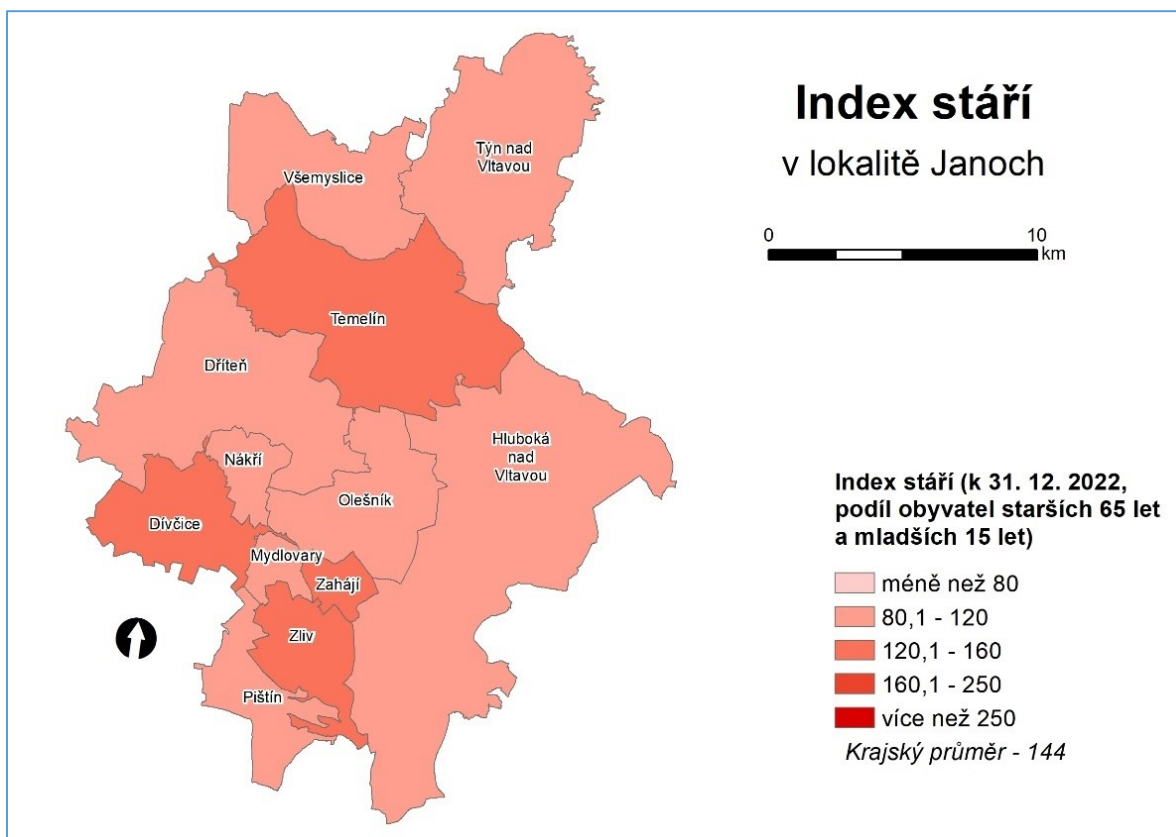 Index stáří
v lokalitě Janoch
0 10
km
Týn nad
Vltavou
Všemyslice
Temelín
Dříteň
Hluboká
nad
Vltavou
Nákří
Olešník
Dívčice
Mydlovary
Zahájí
Zliv
Pištín
Index stáří (k 31. 12. 2022,
podíl obyvatel starších 65 let
a mladších 15 let)
méně než 80
80,1 - 120
120,1 - 160
160,1 - 250
více než 250
Krajský průměr - 144